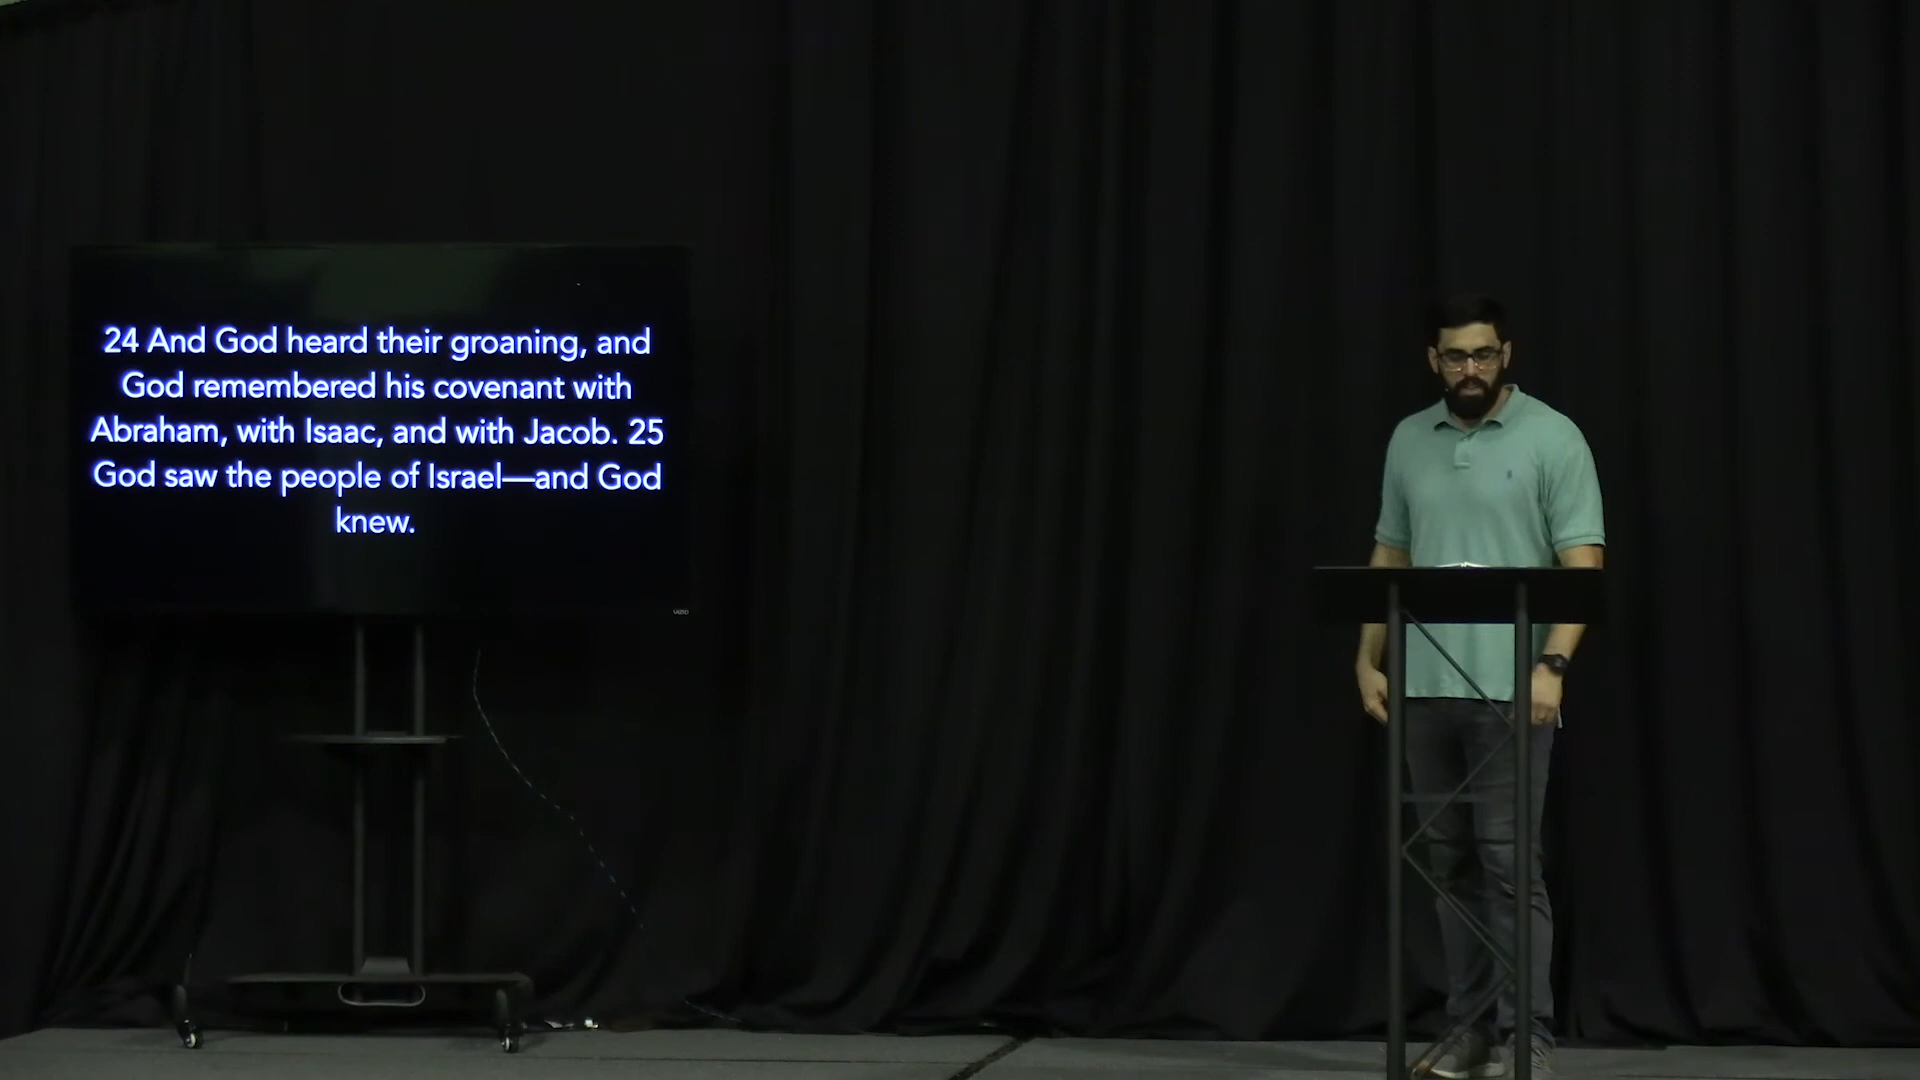 24 And God heard their groaning, and
God remembered his covenant with
Abraham, with Isaac, and with Jacob. 25
God saw the people of Israel—and God
knew.
VIZIO